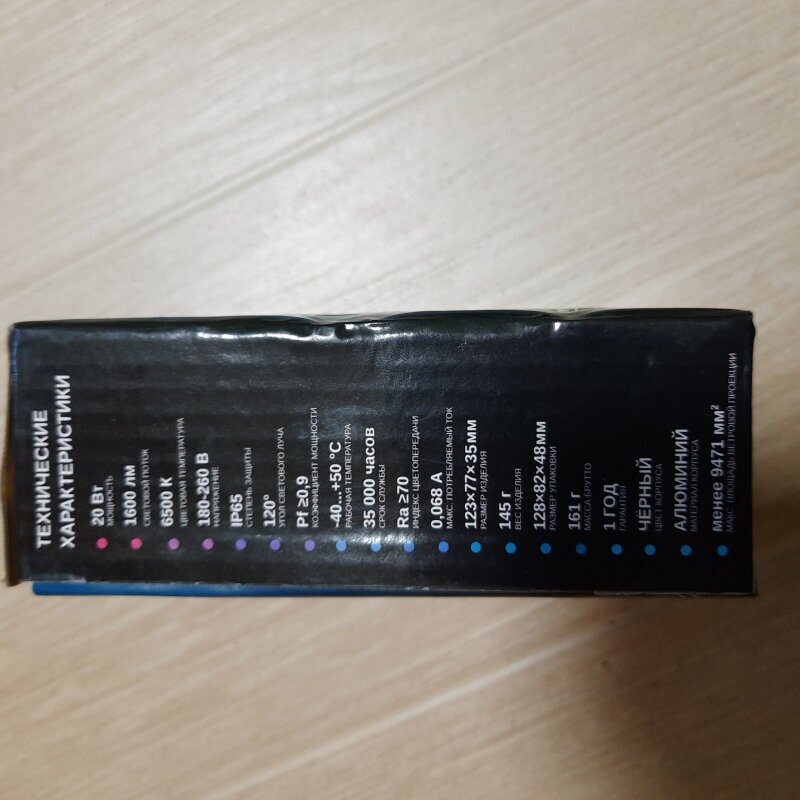 ТЕХНИЧЕСКИЕ
ХАРАКТЕРИСТИКИ
20 Вт
МОЩНОСТЬ
1600 лм
СВЕТОВОЙ ПОТОК
6500 К
ЦВЕТОВАЯ ТЕМПЕРАТУРА
180-260 В
НАПРЯЖЕНИЕ
IP65
СТЕПЕНЬ ЗАЩИТЫ
120°
УГОЛ СВЕТОВОГО ЛУЧА
Pf ≥0,9
КОЭФФИЦИЕНТ МОЩНОСТИ
-40...+50 °C
РАБОЧАЯ ТЕМПЕРАТУРА
35 000 часов
СРОК СЛУЖБЫ
Ra ≥70
ИНДЕКС ЦВЕТОПЕРЕДАЧИ
0,068 А
МАКС. ПОТРЕБЛЯЕМЫЙ ТОК
123×77×35мм
РАЗМЕР ИЗДЕЛИЯ
145 г
ВЕС ИЗДЕЛИЯ
128×82×48мм
РАЗМЕР УПАКОВКИ
161 г
МАССА БРУТТО
1 ГОД
ГАРАНТИЯ
ЧЁРНЫЙ
ЦВЕТ КОРПУСА
АЛЮМИНИЙ
МАТЕРИАЛ КОРПУСА
менее 9471 мм²
МАКС. ПЛОЩАДЬ ВЕТРОВОЙ ПРОЕКЦИИ